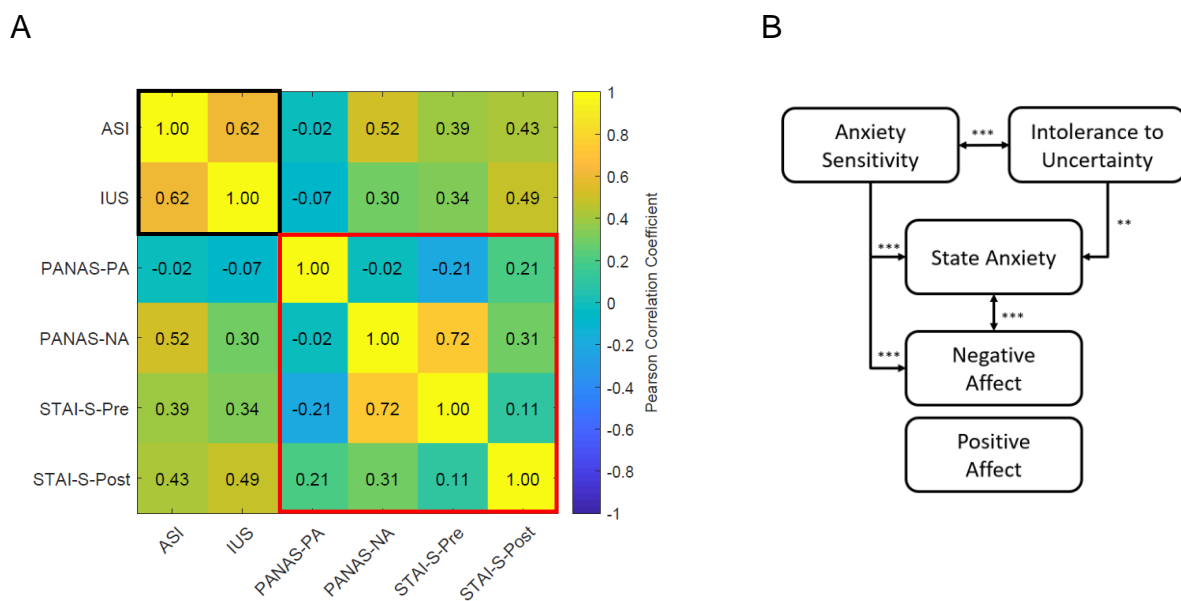 A
B
ASI
1.00 0.62 -0.02 0.52 0.39 0.43
IUS
0.62 1.00 -0.07 0.30 0.34 0.49
PANAS-PA
-0.02 -0.07 1.00 -0.02 -0.21 0.21
PANAS-NA
0.52 0.30 -0.02 1.00 0.72 0.31
STAI-S-Pre
0.39 0.34 -0.21 0.72 1.00 0.11
STAI-S-Post
0.43 0.49 0.21 0.31 0.11 1.00
ASI
IUS
PANAS-PA
PANAS-NA
STAI-S-Pre
STAI-S-Post
1
0.8
0.6
0.4
0.2
0
-0.2
-0.4
-0.6
-0.8
-1
Pearson Correlation Coefficient
Anxiety
Sensitivity
***
Intolerance to
Uncertainty
**
***
State Anxiety
***
***
Negative
Affect
Positive
Affect